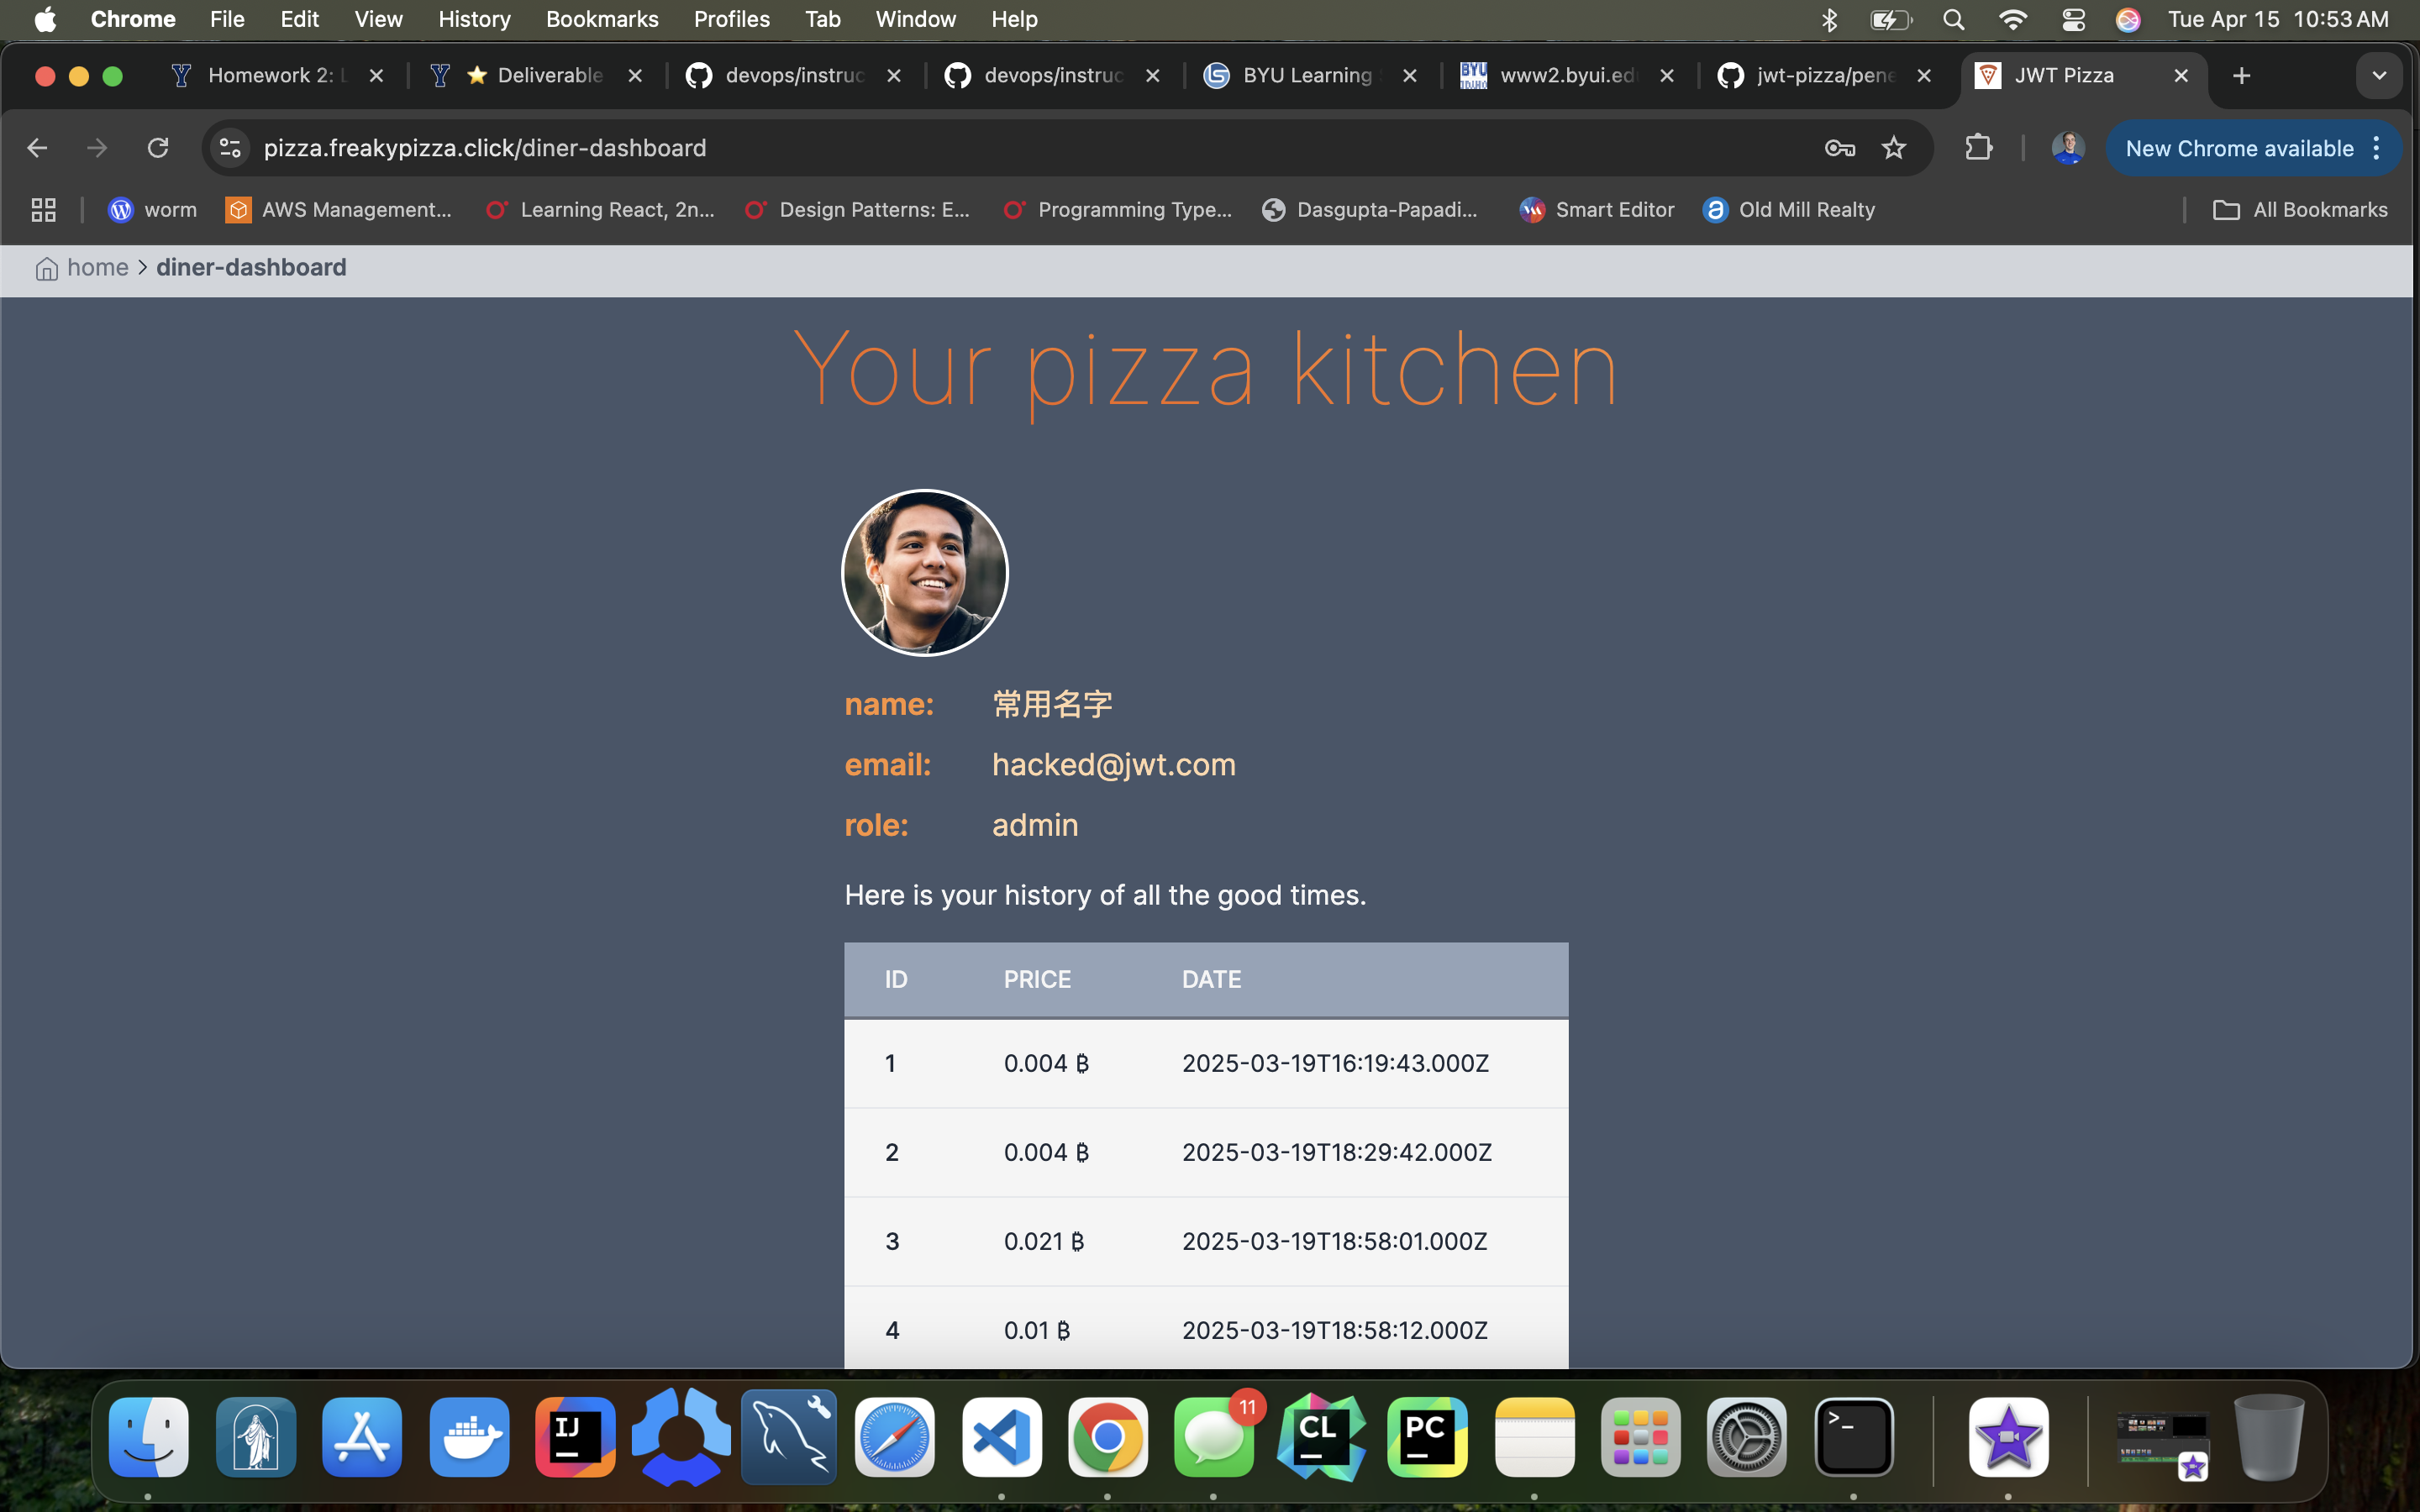 Chrome File Edit View History Bookmarks Profiles Tab Window Help Tue Apr 15 10:53 AM
Homework 2: Deliverable devops/instruc devops/instruc BYU Learning www2.byui.ed jwt-pizza/pene JWT Pizza
pizza.freakypizza.click/diner-dashboard New Chrome available
worm AWS Management... Learning React, 2n... Design Patterns: E... Programming Type... Dasgupta-Papadi... Smart Editor Old Mill Realty All Bookmarks
home > diner-dashboard
Your pizza kitchen
name: 常用名字
email: hacked@jwt.com
role: admin
Here is your history of all the good times.
ID PRICE DATE
1 0.004 ₿ 2025-03-19T16:19:43.000Z
2 0.004 ₿ 2025-03-19T18:29:42.000Z
3 0.021 ₿ 2025-03-19T18:58:01.000Z
4 0.01 ₿ 2025-03-19T18:58:12.000Z
IJ 11 CL PC >_